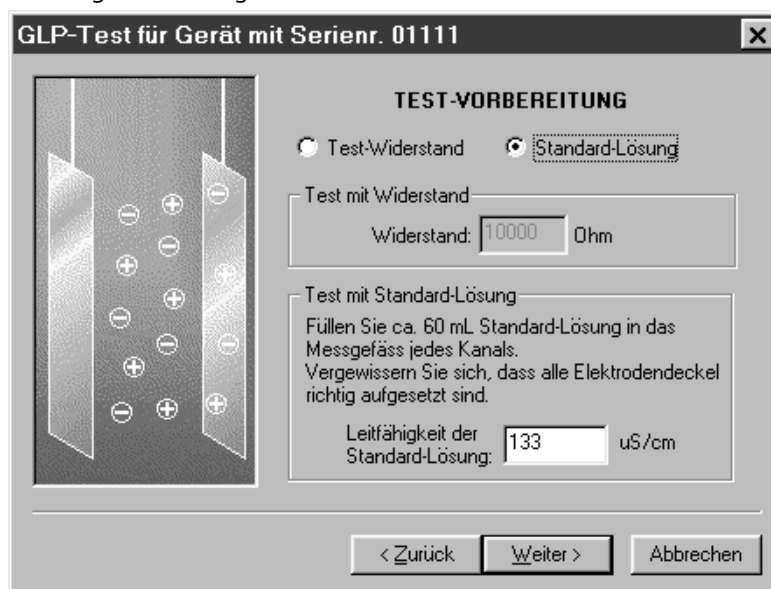 GLP-Test für Gerät mit Serienr. 01111
TEST-VORBEREITUNG
Test-Widerstand
Standard-Lösung
Test mit Widerstand
Widerstand: 10000 Ohm
Test mit Standard-Lösung
Füllen Sie ca. 60 mL Standard-Lösung in das
Messgefäss jedes Kanals.
Vergewissern Sie sich, dass alle Elektrodendeckel
richtig aufgesetzt sind.
Leitfähigkeit der
Standard-Lösung: 133 uS/cm
< Zurück
Weiter >
Abbrechen